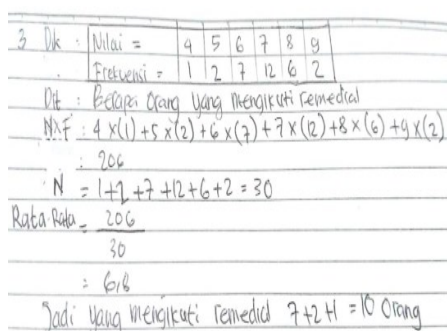 3 Dik : Nilai = 4 5 6 7 8 9
Frekuensi = 1 2 7 12 6 2
Dit : Berapa Orang yang mengikuti remedial
NxF : 4 x(1) +5 x(2) +6 x(7) +7 x(12) +8 x (6) +9 x(2)
: 206
N = 1+2+7+12+6+2 = 30
Rata-Rata = 206
30
= 6,8
Jadi yang mengikuti remedial 7+2+1 = 10 Orang